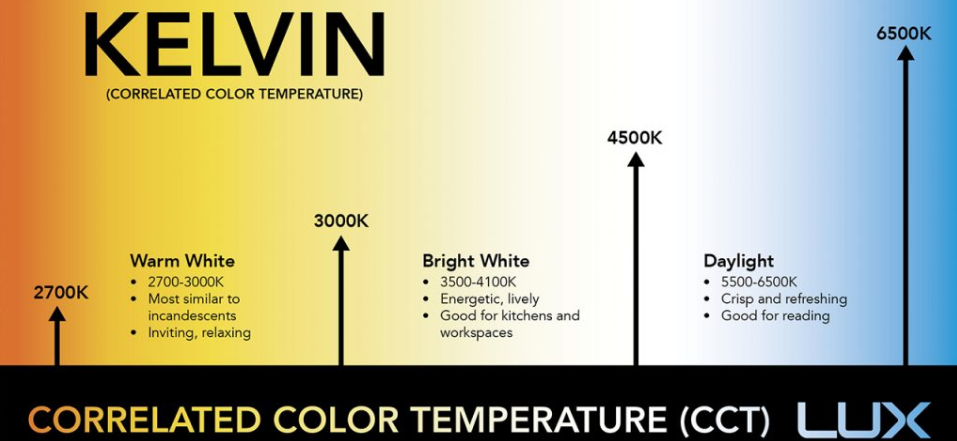 KELVIN
(CORRELATED COLOR TEMPERATURE)
2700K
Warm White
• 2700-3000K
• Most similar to
incandescents
• Inviting, relaxing
3000K
Bright White
• 3500-4100K
• Energetic, lively
• Good for kitchens and
workspaces
4500K
Daylight
• 5500-6500K
• Crisp and refreshing
• Good for reading
6500K
CORRELATED COLOR TEMPERATURE (CCT) LUX